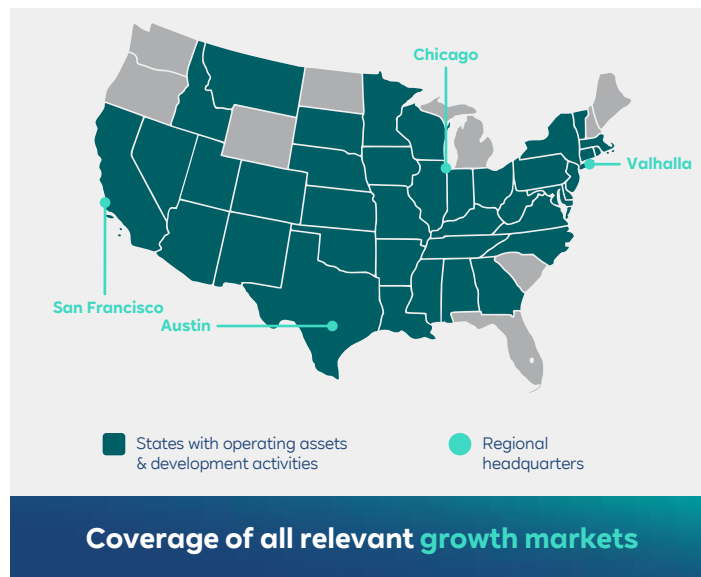 Chicago
Valhalla
San Francisco
Austin
States with operating assets
& development activities
Regional
headquarters
Coverage of all relevant growth markets